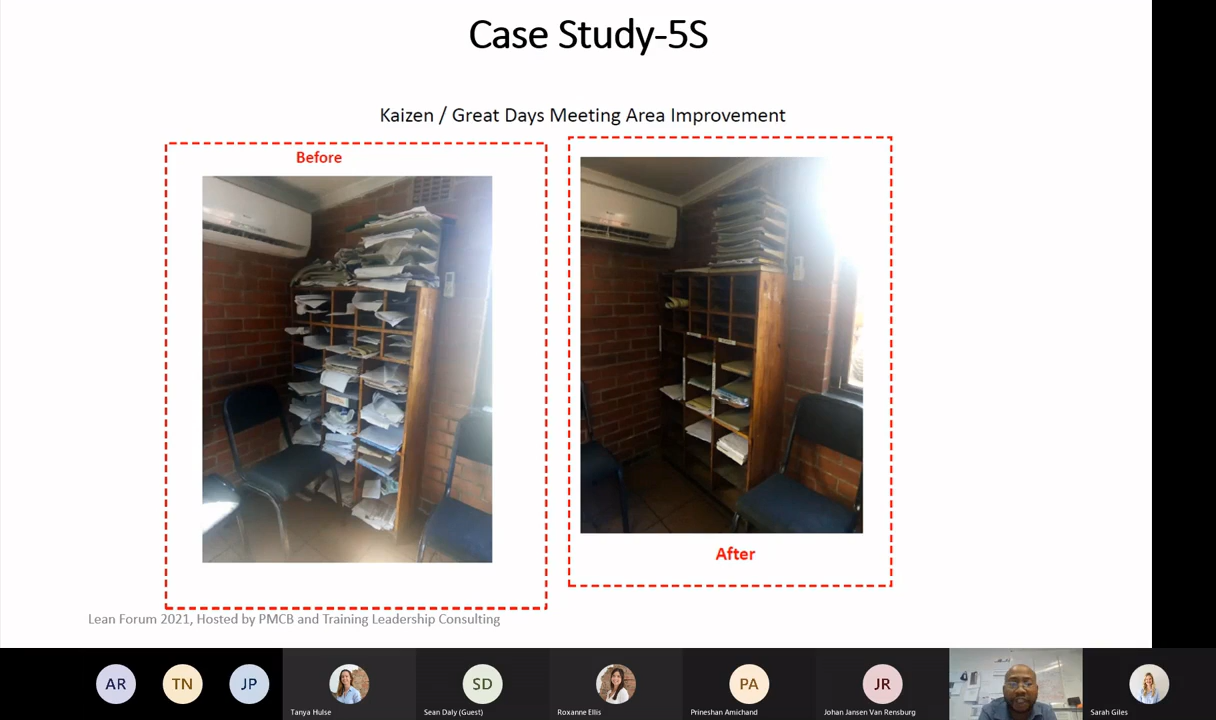 Case Study-5S
Kaizen / Great Days Meeting Area Improvement
Before
After
Lean Forum 2021, Hosted by PMCB and Training Leadership Consulting
AR
TN
JP
SD
PA
JR
Tanya Hulse
Sean Daly (Guest)
Roxanne Ellis
Prineshan Amichand
Johan Jansen Van Rensburg
Sarah Giles